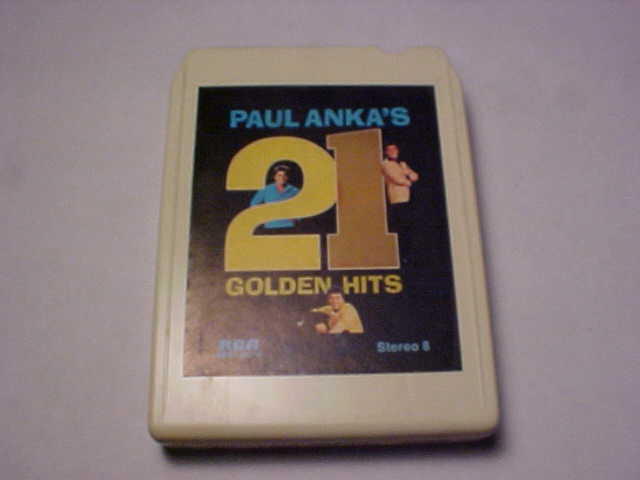 PAUL ANKA'S
21
GOLDEN HITS
RCA
Stereo 8